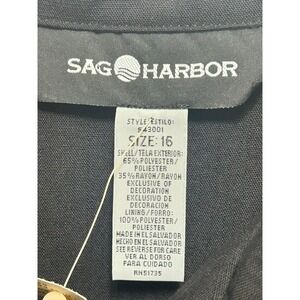 SAG HARBOR
STYLE/ESTILO:
543001
SIZE: 16
SHELL/TELA EXTERIOR:
65% POLYESTER/
POLIESTER
35% RAYON/RAYON
EXCLUSIVE OF
DECORATION
EXCLUSIVO DE
DECORACION
LINING/FORRO:
100% POLYESTER/
POLIESTER
MADE IN EL SALVADOR
HECHO EN EL SALVADOR
SEE REVERSE FOR CARE
VER AL DORSO
PARA CUIDADO
RN51735